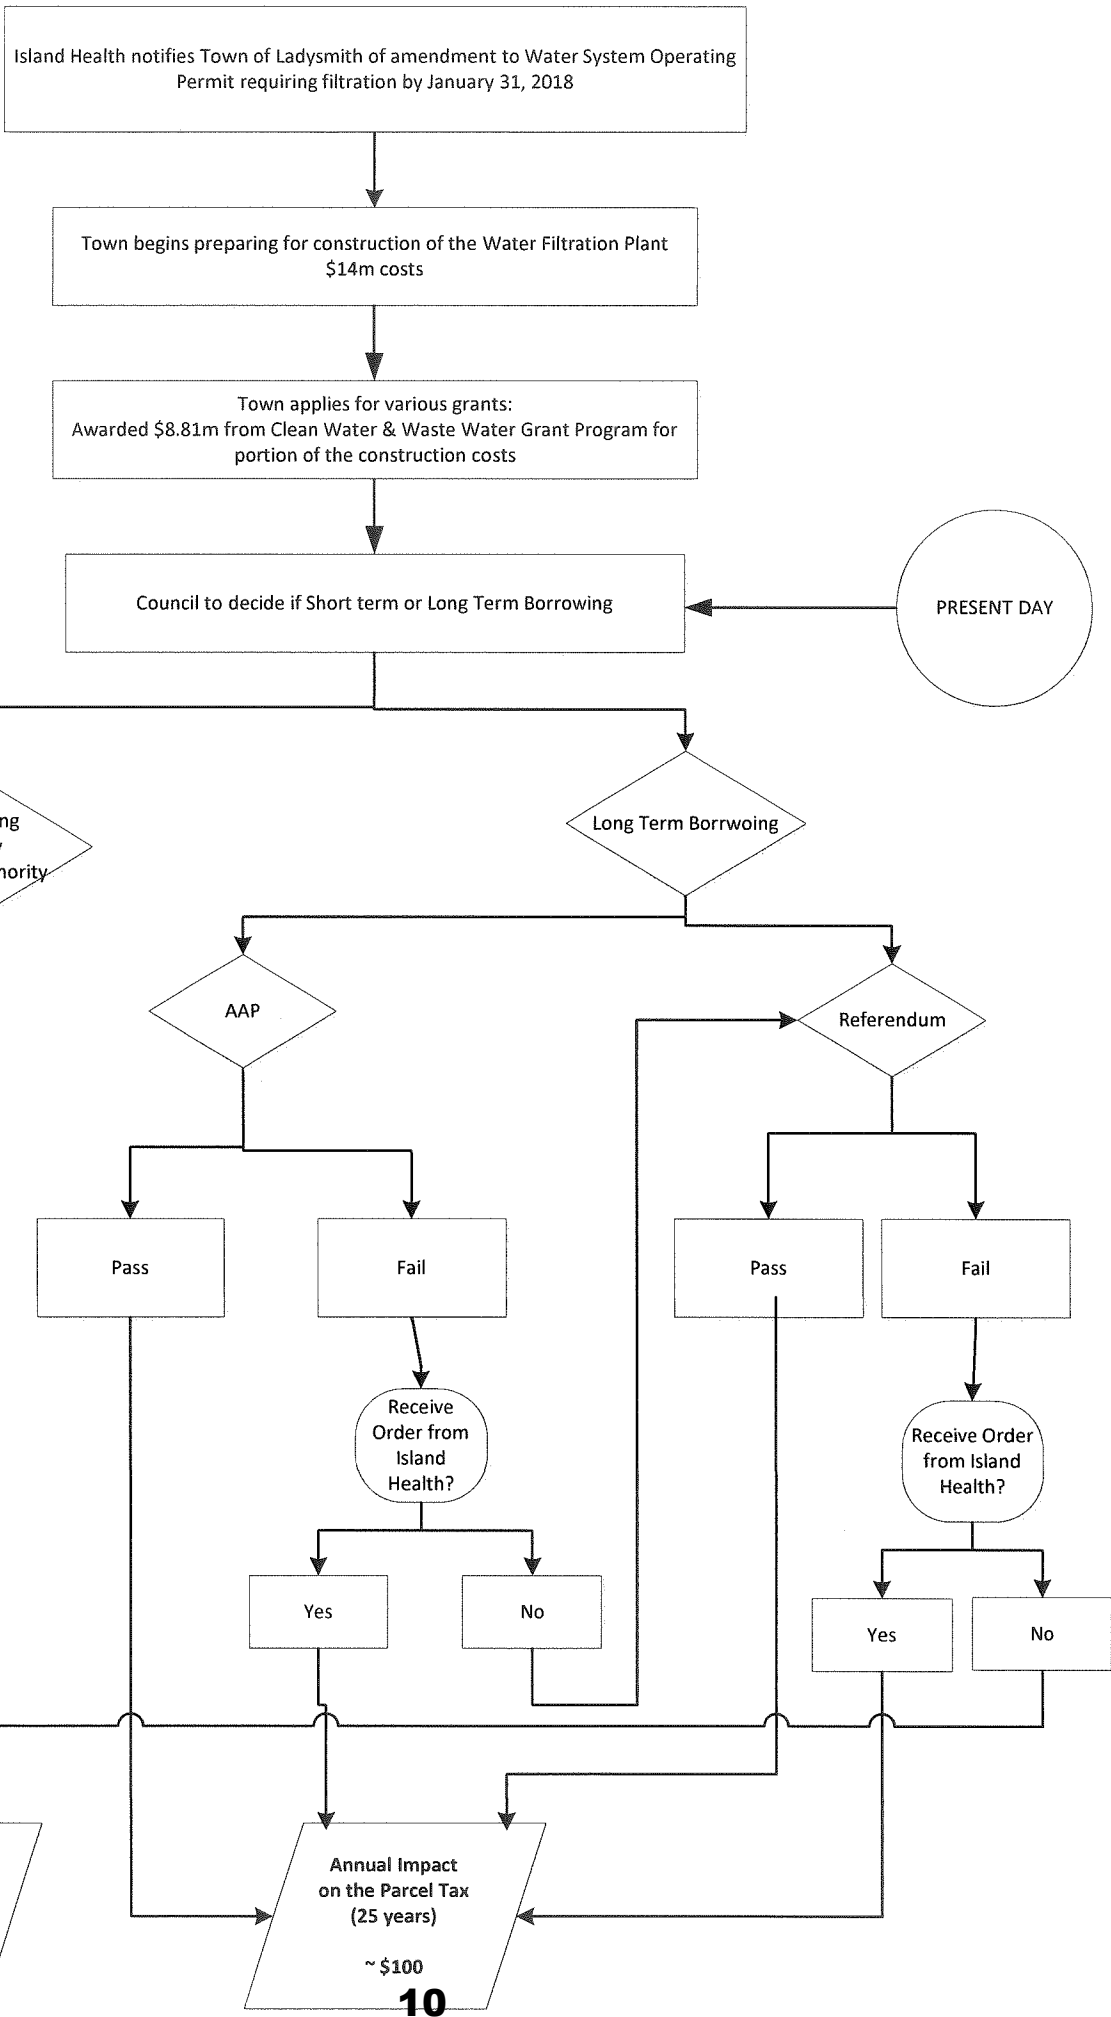 Island Health notifies Town of Ladysmith of amendment to Water System Operating
Permit requiring filtration by January 31, 2018
Town begins preparing for construction of the Water Filtration Plant
$14m costs
Town applies for various grants:
Awarded $8.81m from Clean Water & Waste Water Grant Program for
portion of the construction costs
Council to decide if Short term or Long Term Borrowing
PRESENT DAY
Long Term Borrwoing
AAP
Referendum
Pass
Fail
Pass
Fail
Receive
Order from
Island
Health?
Receive Order
from Island
Health?
Yes
No
Yes
No
Annual Impact
on the Parcel Tax
(25 years)
~ $100
10